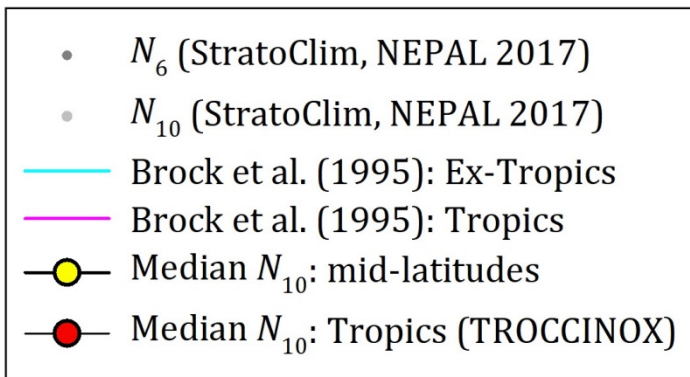 N₆ (StratoClim, NEPAL 2017)
N₁₀ (StratoClim, NEPAL 2017)
Brock et al. (1995): Ex-Tropics
Brock et al. (1995): Tropics
Median N₁₀: mid-latitudes
Median N₁₀: Tropics (TROCCINOX)